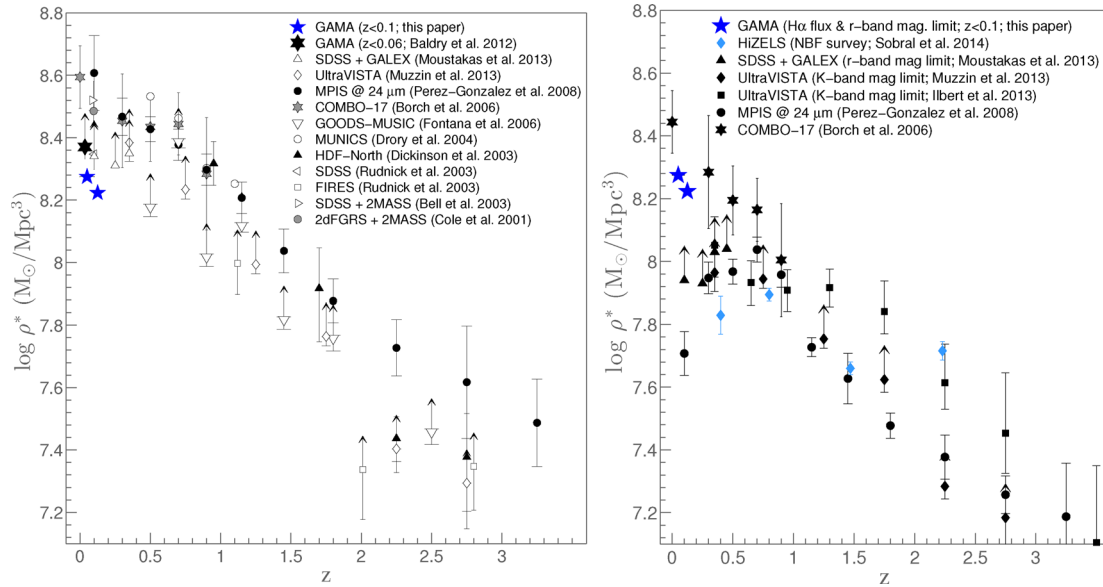 8.8
8.6
8.4
8.2
8
7.8
7.6
7.4
7.2
log ρ* (M⊙/Mpc³)
0
0.5
1
1.5
2
2.5
3
z
GAMA (z<0.1; this paper)
GAMA (z<0.06; Baldry et al. 2012)
SDSS + GALEX (Moustakas et al. 2013)
UltraVISTA (Muzzin et al. 2013)
MPIS @ 24 μm (Perez-Gonzalez et al. 2008)
COMBO-17 (Borch et al. 2006)
GOODS-MUSIC (Fontana et al. 2006)
MUNICS (Drory et al. 2004)
HDF-North (Dickinson et al. 2003)
SDSS (Rudnick et al. 2003)
FIRES (Rudnick et al. 2003)
SDSS + 2MASS (Bell et al. 2003)
2dFGRS + 2MASS (Cole et al. 2001)
8.8
8.6
8.4
8.2
8
7.8
7.6
7.4
7.2
log ρ* (M⊙/Mpc³)
0
0.5
1
1.5
2
2.5
3
z
GAMA (Hα flux & r-band mag. limit; z<0.1; this paper)
HiZELS (NBF survey; Sobral et al. 2014)
SDSS + GALEX (r-band mag limit; Moustakas et al. 2013)
UltraVISTA (K-band mag limit; Muzzin et al. 2013)
UltraVISTA (K-band mag limit; Ilbert et al. 2013)
MPIS @ 24 μm (Perez-Gonzalez et al. 2008)
COMBO-17 (Borch et al. 2006)